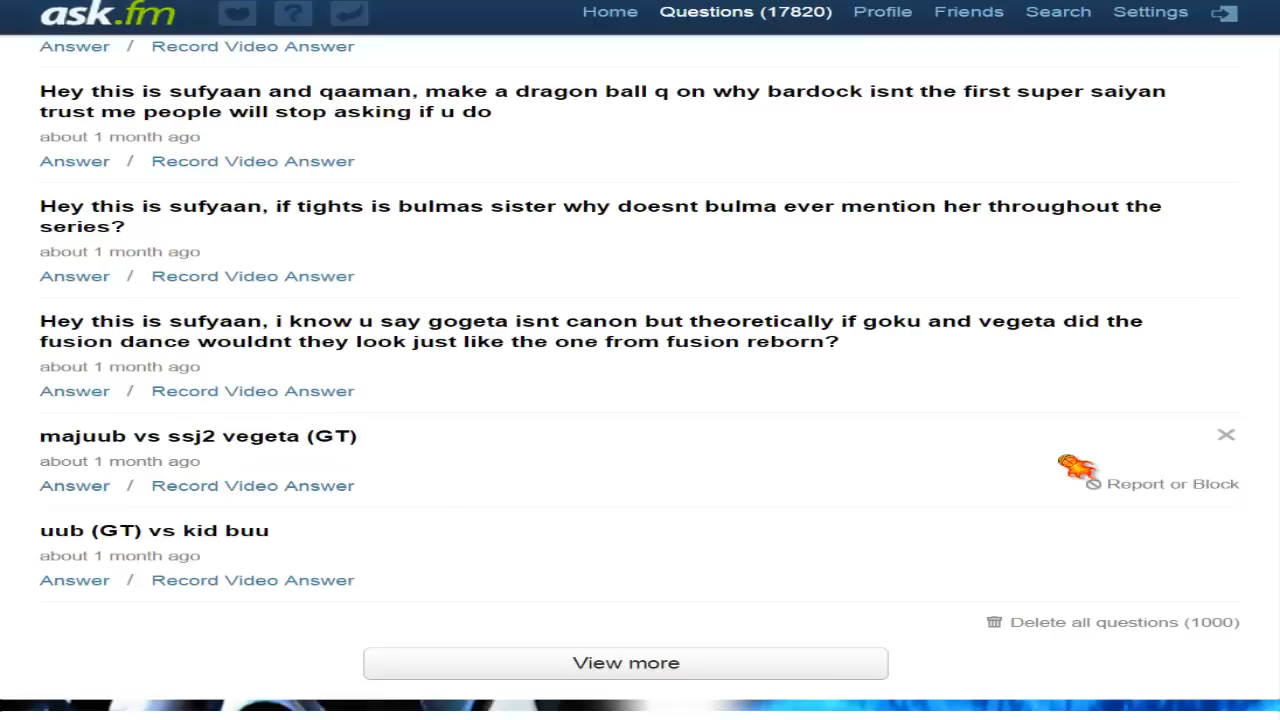 ask.fm
Home Questions (17820) Profile Friends Search Settings
Answer / Record Video Answer
Hey this is sufyaan and qaaman, make a dragon ball q on why bardock isnt the first super saiyan
trust me people will stop asking if u do
about 1 month ago
Answer / Record Video Answer
Hey this is sufyaan, if tights is bulmas sister why doesnt bulma ever mention her throughout the
series?
about 1 month ago
Answer / Record Video Answer
Hey this is sufyaan, i know u say gogeta isnt canon but theoretically if goku and vegeta did the
fusion dance wouldnt they look just like the one from fusion reborn?
about 1 month ago
Answer / Record Video Answer
majuub vs ssj2 vegeta (GT)
about 1 month ago
Answer / Record Video Answer
Report or Block
uub (GT) vs kid buu
about 1 month ago
Answer / Record Video Answer
Delete all questions (1000)
View more